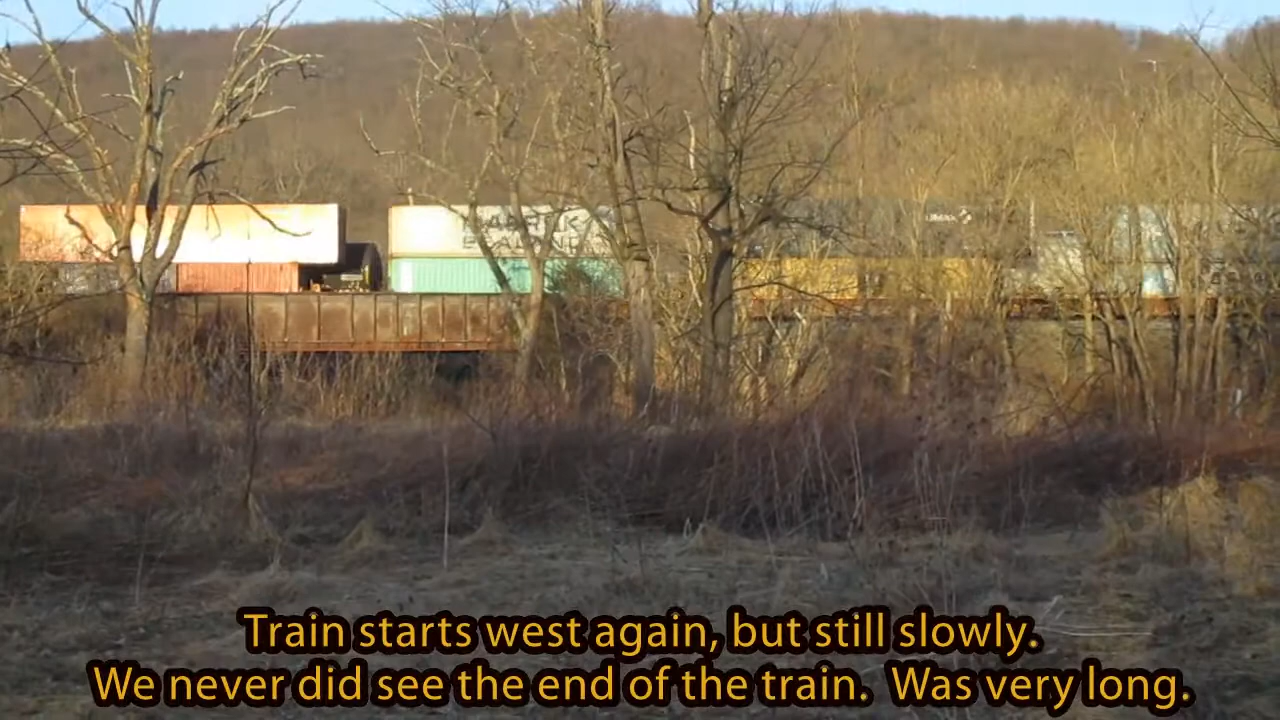 Train starts west again, but still slowly.
We never did see the end of the train.  Was very long.